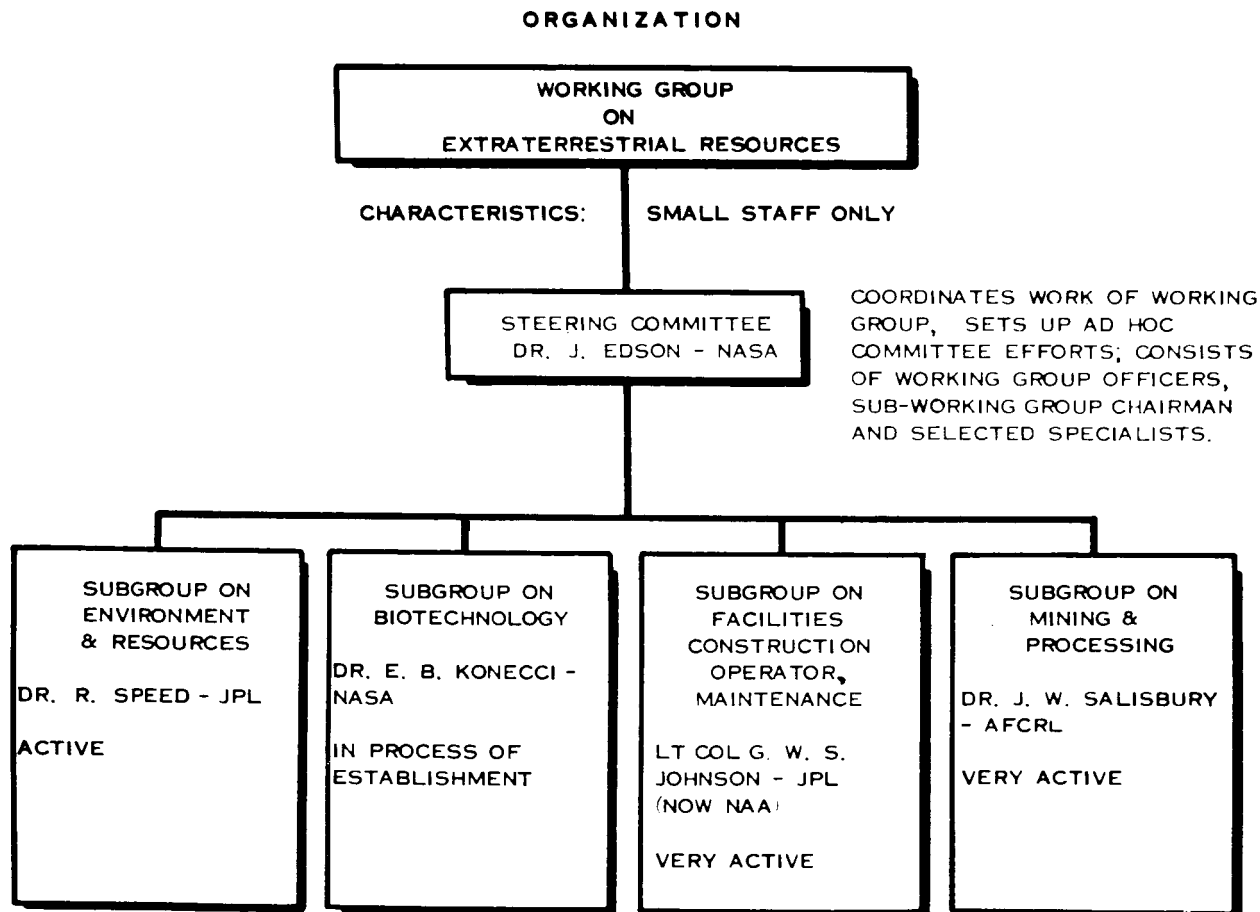 ORGANIZATION
WORKING GROUP
ON
EXTRATERRESTRIAL RESOURCES
CHARACTERISTICS: SMALL STAFF ONLY
STEERING COMMITTEE
DR. J. EDSON - NASA
COORDINATES WORK OF WORKING
GROUP, SETS UP AD HOC
COMMITTEE EFFORTS; CONSISTS
OF WORKING GROUP OFFICERS,
SUB-WORKING GROUP CHAIRMAN
AND SELECTED SPECIALISTS.
SUBGROUP ON
ENVIRONMENT
& RESOURCES
DR. R. SPEED - JPL
ACTIVE
SUBGROUP ON
BIOTECHNOLOGY
DR. E. B. KONECCI -
NASA
IN PROCESS OF
ESTABLISHMENT
SUBGROUP ON
FACILITIES
CONSTRUCTION
OPERATOR,
MAINTENANCE
LT COL G. W. S.
JOHNSON - JPL
(NOW NAA)
VERY ACTIVE
SUBGROUP ON
MINING &
PROCESSING
DR. J. W. SALISBURY
- AFCRL
VERY ACTIVE